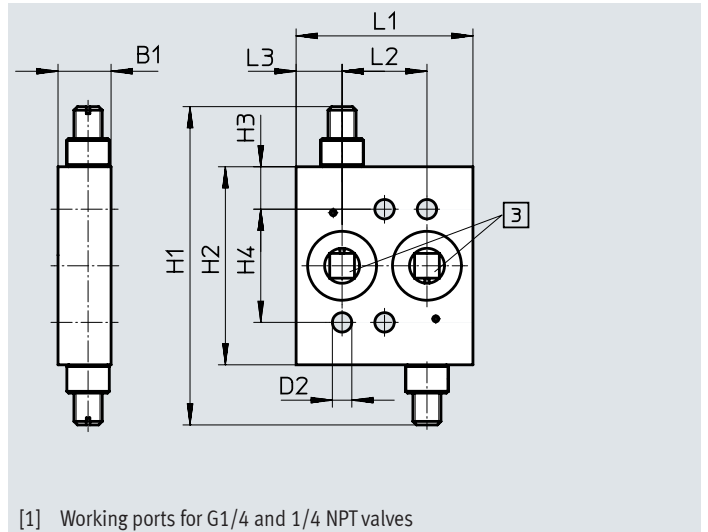 L1
B1
L3
L2
H3
3
H1
H2
H4
D2
[1] Working ports for G1/4 and 1/4 NPT valves